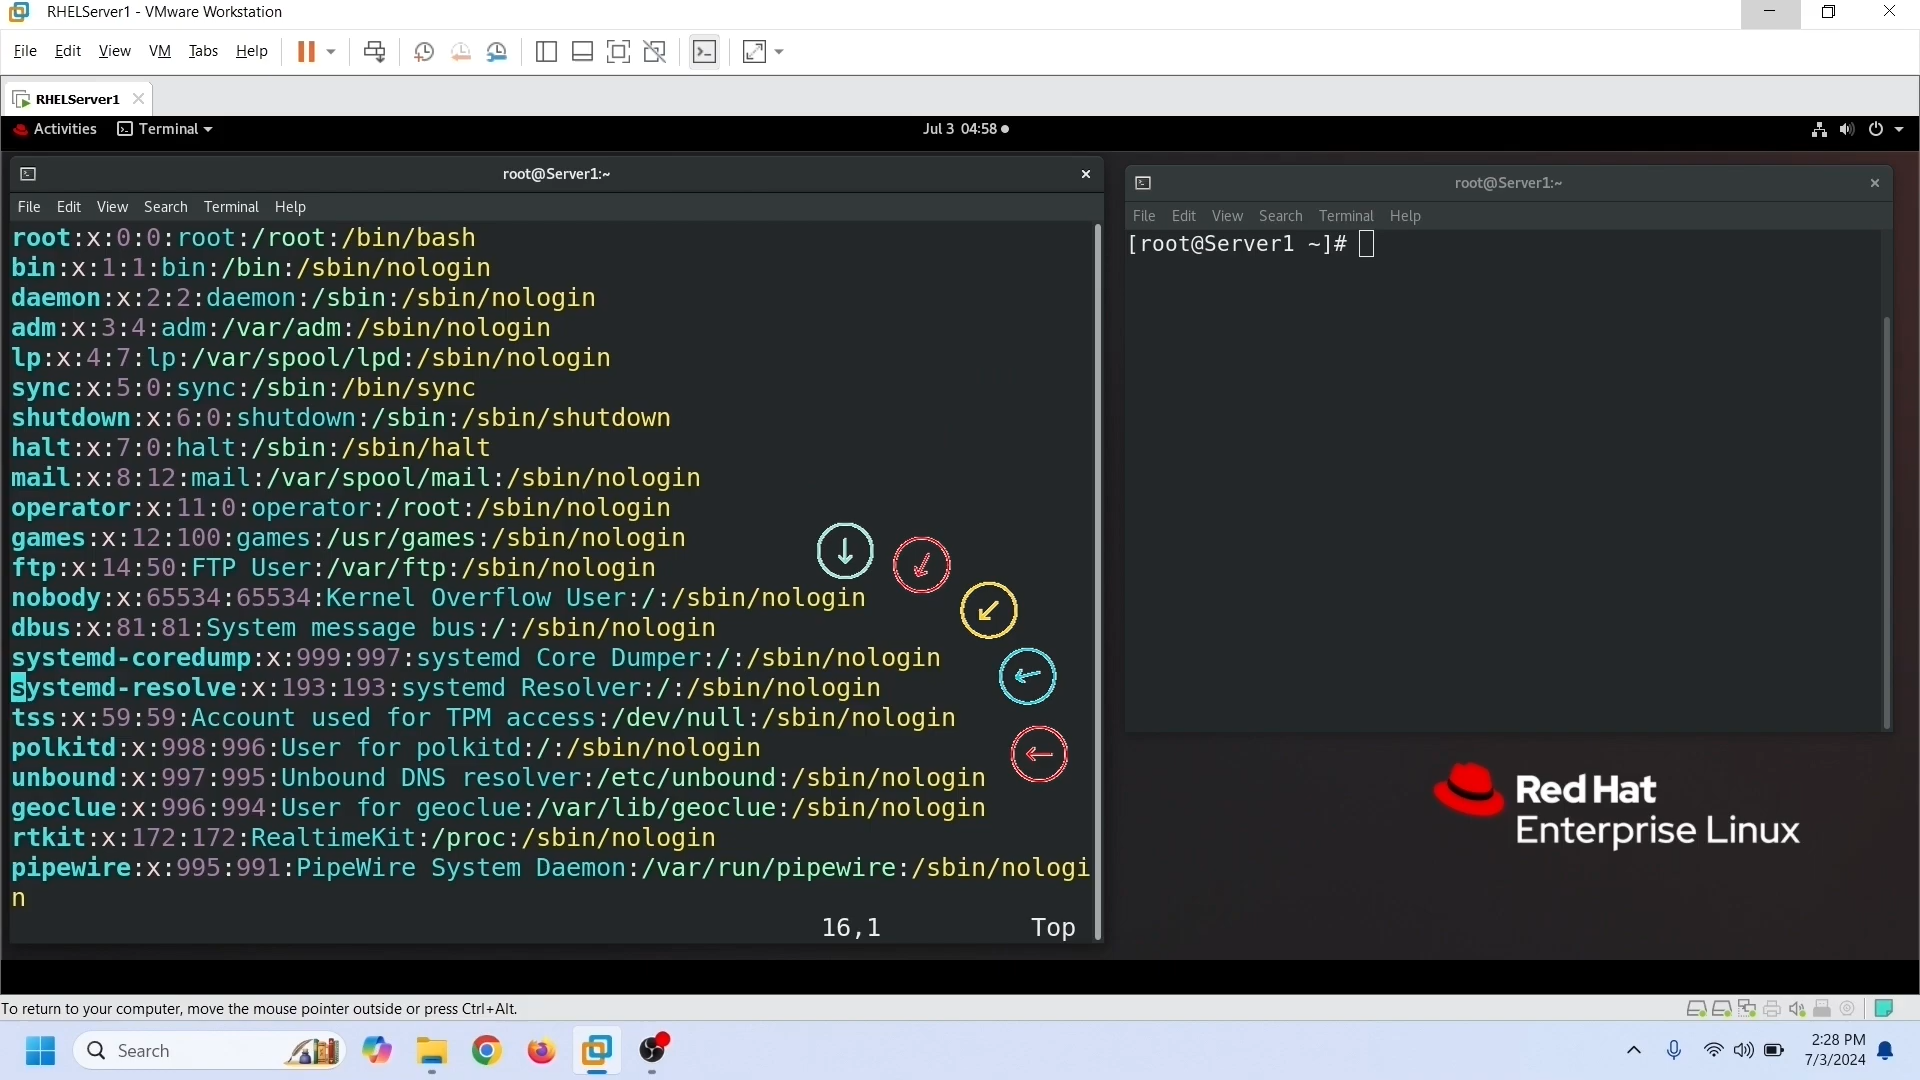 RHELServer1 - VMware Workstation
File Edit View VM Tabs Help
RHELServer1
Activities Terminal Jul 3 04:58
root@Server1:~
File Edit View Search Terminal Help
root:x:0:0:root:/root:/bin/bash
bin:x:1:1:bin:/bin:/sbin/nologin
daemon:x:2:2:daemon:/sbin:/sbin/nologin
adm:x:3:4:adm:/var/adm:/sbin/nologin
lp:x:4:7:lp:/var/spool/lpd:/sbin/nologin
sync:x:5:0:sync:/sbin:/bin/sync
shutdown:x:6:0:shutdown:/sbin:/sbin/shutdown
halt:x:7:0:halt:/sbin:/sbin/halt
mail:x:8:12:mail:/var/spool/mail:/sbin/nologin
operator:x:11:0:operator:/root:/sbin/nologin
games:x:12:100:games:/usr/games:/sbin/nologin
ftp:x:14:50:FTP User:/var/ftp:/sbin/nologin
nobody:x:65534:65534:Kernel Overflow User:/:/sbin/nologin
dbus:x:81:81:System message bus:/:/sbin/nologin
systemd-coredump:x:999:997:systemd Core Dumper:/:/sbin/nologin
systemd-resolve:x:193:193:systemd Resolver:/:/sbin/nologin
tss:x:59:59:Account used for TPM access:/dev/null:/sbin/nologin
polkitd:x:998:996:User for polkitd:/:/sbin/nologin
unbound:x:997:995:Unbound DNS resolver:/etc/unbound:/sbin/nologin
geoclue:x:996:994:User for geoclue:/var/lib/geoclue:/sbin/nologin
rtkit:x:172:172:RealtimeKit:/proc:/sbin/nologin
pipewire:x:995:991:PipeWire System Daemon:/var/run/pipewire:/sbin/nologi
n
16,1 Top
root@Server1:~
File Edit View Search Terminal Help
[root@Server1 ~]#
Red Hat
Enterprise Linux
To return to your computer, move the mouse pointer outside or press Ctrl+Alt.
Search
2:28 PM
7/3/2024